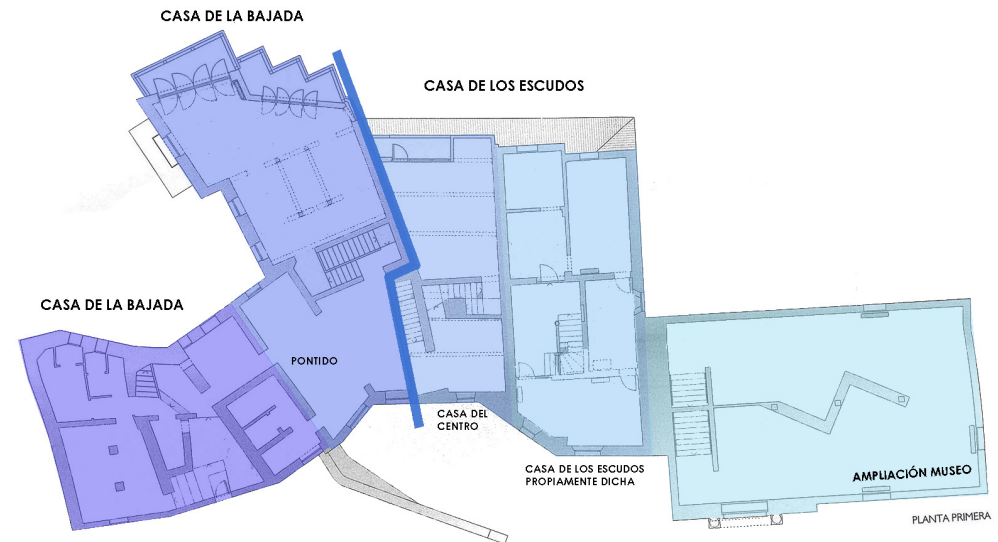 CASA DE LA BAJADA
CASA DE LOS ESCUDOS
CASA DE LA BAJADA
PONTIDO
CASA DEL
CENTRO
CASA DE LOS ESCUDOS
PROPIAMENTE DICHA
AMPLIACIÓN MUSEO
PLANTA PRIMERA